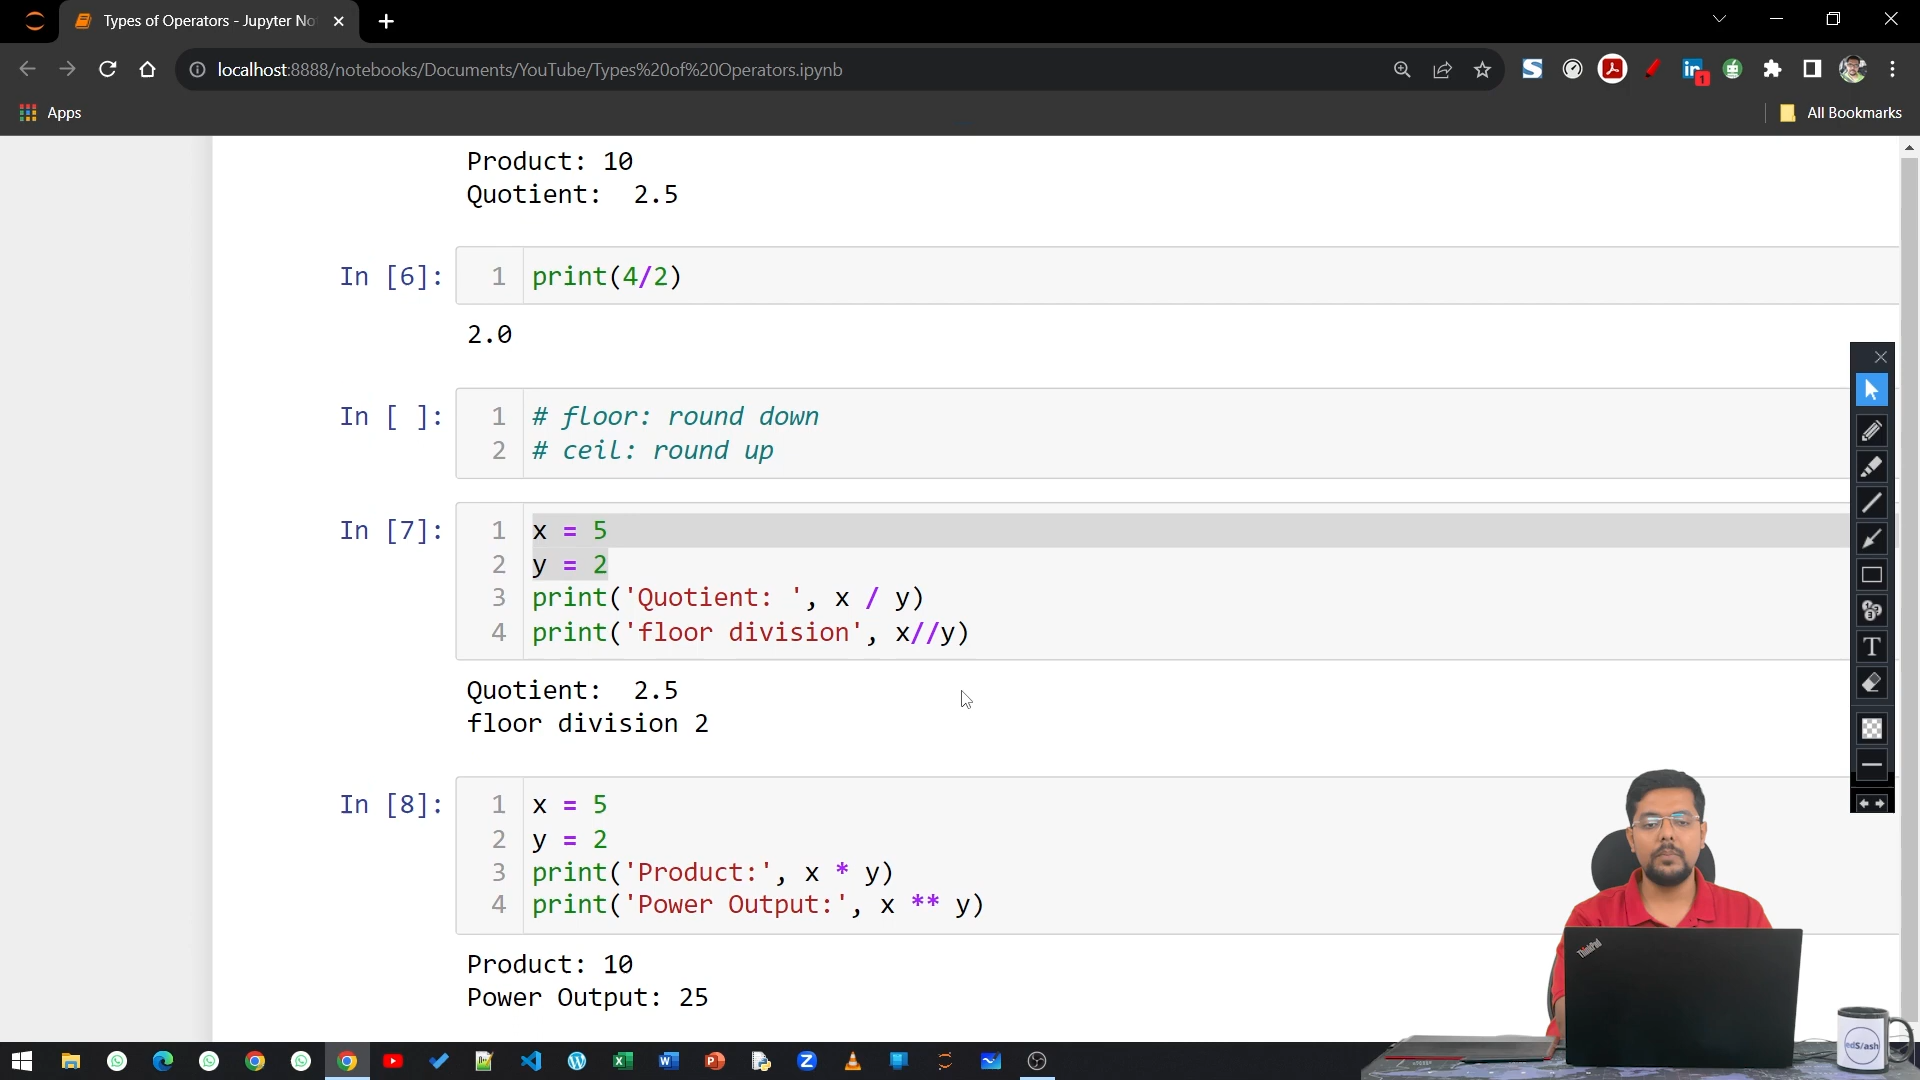 Types of Operators - Jupyter No
localhost:8888/notebooks/Documents/YouTube/Types%20of%20Operators.ipynb
1
Apps
All Bookmarks
Product: 10
Quotient:  2.5
In [6]:
1 print(4/2)
2.0
In [ ]:
1 # floor: round down
2 # ceil: round up
In [7]:
1 x = 5
2 y = 2
3 print('Quotient: ', x / y)
4 print('floor division', x//y)
Quotient:  2.5
floor division 2
In [8]:
1 x = 5
2 y = 2
3 print('Product:', x * y)
4 print('Power Output:', x ** y)
Product: 10
Power Output: 25
T
ThinkPad
edS/ash